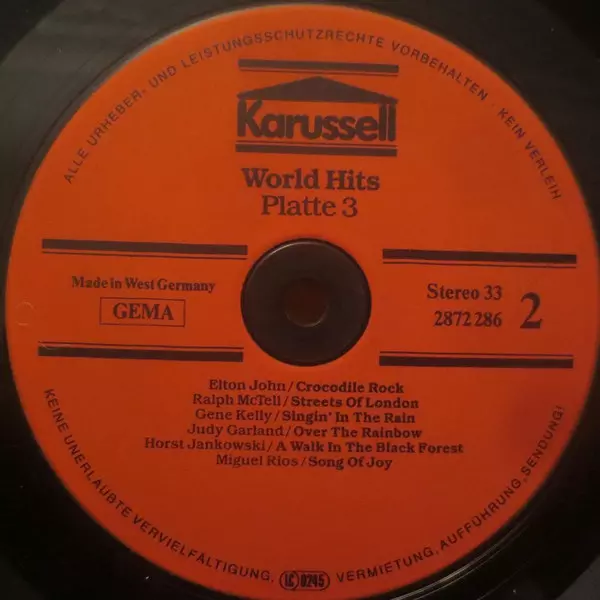 ALLE URHEBER- UND LEISTUNGSSCHUTZRECHTE VORBEHALTEN · KEIN VERLEIH
Karussell
World Hits
Platte 3
Made in West Germany
GEMA
Stereo 33
2872 286
2
Elton John/Crocodile Rock
Ralph McTell/Streets Of London
Gene Kelly/Singin' In The Rain
Judy Garland/Over The Rainbow
Horst Jankowski/A Walk In The Black Forest
Miguel Rios/Song Of Joy
KEINE UNERLAUBTE VERVIELFÄLTIGUNG, LC 0245 VERMIETUNG, AUFFÜHRUNG, SENDUNG!